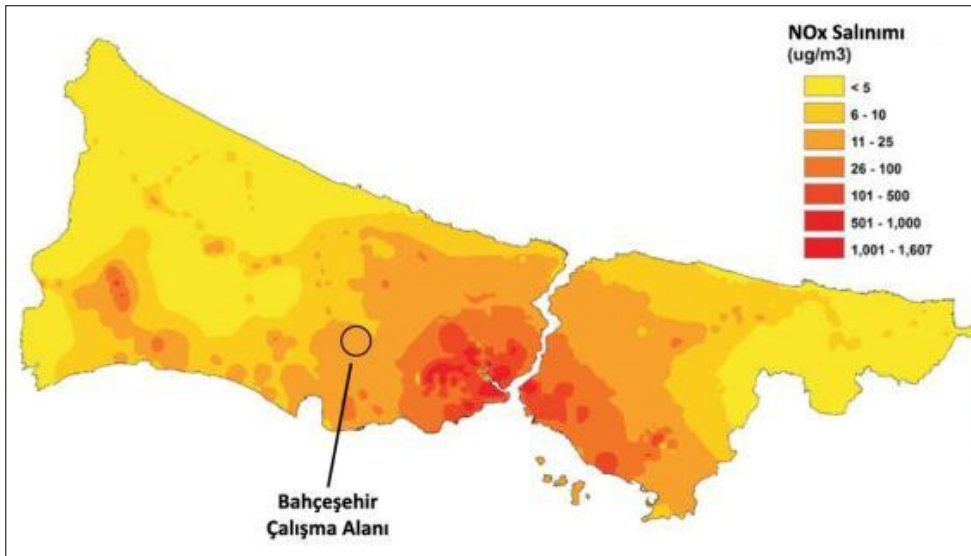 NOx Salınımı
(ug/m3)
< 5
6 - 10
11 - 25
26 - 100
101 - 500
501 - 1,000
1,001 - 1,607
Bahçeşehir
Çalışma Alanı